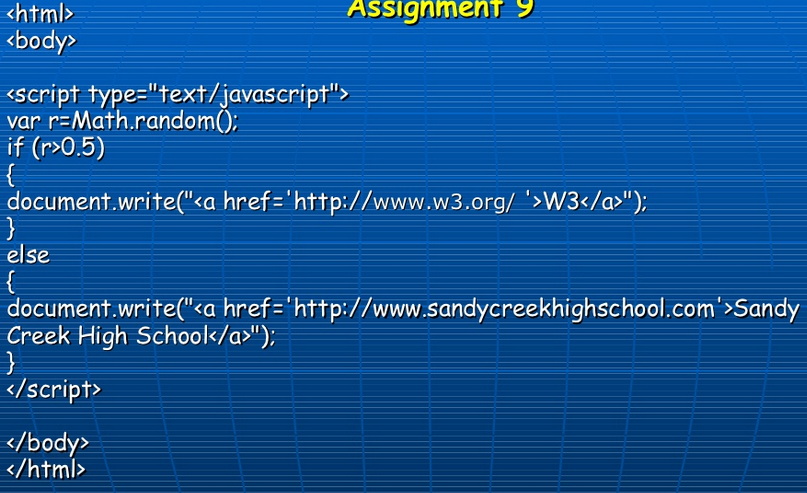 Assignment 9
<html>
<body>
<script type="text/javascript">
var r=Math.random();
if (r>0.5)
{
document.write("<a href='http://www.w3.org/ '>W3</a>");
}
else
{
document.write("<a href='http://www.sandycreekhighschool.com'>Sandy
Creek High School</a>");
}
</script>
</body>
</html>